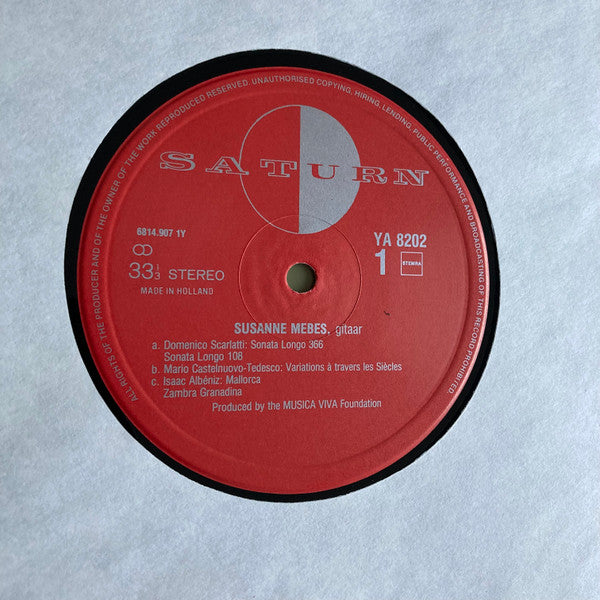 ALL RIGHTS OF THE PRODUCER AND OF THE OWNER OF THE WORK REPRODUCED RESERVED. UNAUTHORISED COPYING, HIRING, LENDING, PUBLIC PERFORMANCE AND BROADCASTING OF THIS RECORD PROHIBITED
SATURN
6814.907 1Y
YA 8202
33⅓ STEREO
1 STEMRA
MADE IN HOLLAND
SUSANNE MEBES, gitaar
a. Domenico Scarlatti: Sonata Longo 366
Sonata Longo 108
b. Mario Castelnuovo-Tedesco: Variations à travers les Siècles
c. Isaac Albéniz: Mallorca
Zambra Granadina
Produced by the MUSICA VIVA Foundation